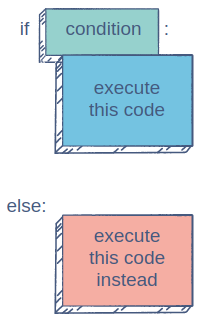 if condition :
execute
this code
else:
execute
this code
instead